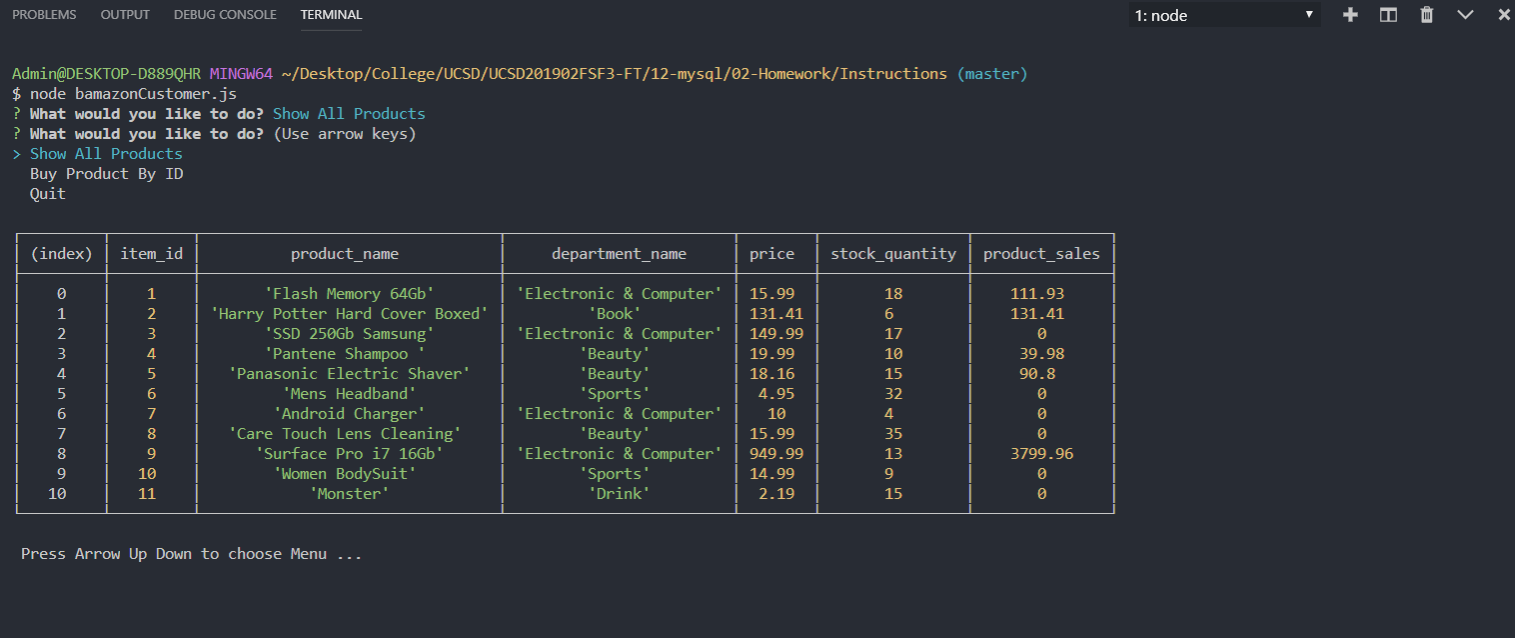 PROBLEMS OUTPUT DEBUG CONSOLE TERMINAL 1: node
Admin@DESKTOP-D889QHR MINGW64 ~/Desktop/College/UCSD/UCSD201902FSF3-FT/12-mysql/02-Homework/Instructions (master)
$ node bamazonCustomer.js
? What would you like to do? Show All Products
? What would you like to do? (Use arrow keys)
> Show All Products
Buy Product By ID
Quit
(index) item_id product_name department_name price stock_quantity product_sales
0 1 'Flash Memory 64Gb' 'Electronic & Computer' 15.99 18 111.93
1 2 'Harry Potter Hard Cover Boxed' 'Book' 131.41 6 131.41
2 3 'SSD 250Gb Samsung' 'Electronic & Computer' 149.99 17 0
3 4 'Pantene Shampoo ' 'Beauty' 19.99 10 39.98
4 5 'Panasonic Electric Shaver' 'Beauty' 18.16 15 90.8
5 6 'Mens Headband' 'Sports' 4.95 32 0
6 7 'Android Charger' 'Electronic & Computer' 10 4 0
7 8 'Care Touch Lens Cleaning' 'Beauty' 15.99 35 0
8 9 'Surface Pro i7 16Gb' 'Electronic & Computer' 949.99 13 3799.96
9 10 'Women BodySuit' 'Sports' 14.99 9 0
10 11 'Monster' 'Drink' 2.19 15 0
Press Arrow Up Down to choose Menu ...